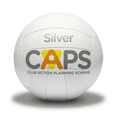 Silver
CAPS
CLUB ACTION PLANNING SCHEME